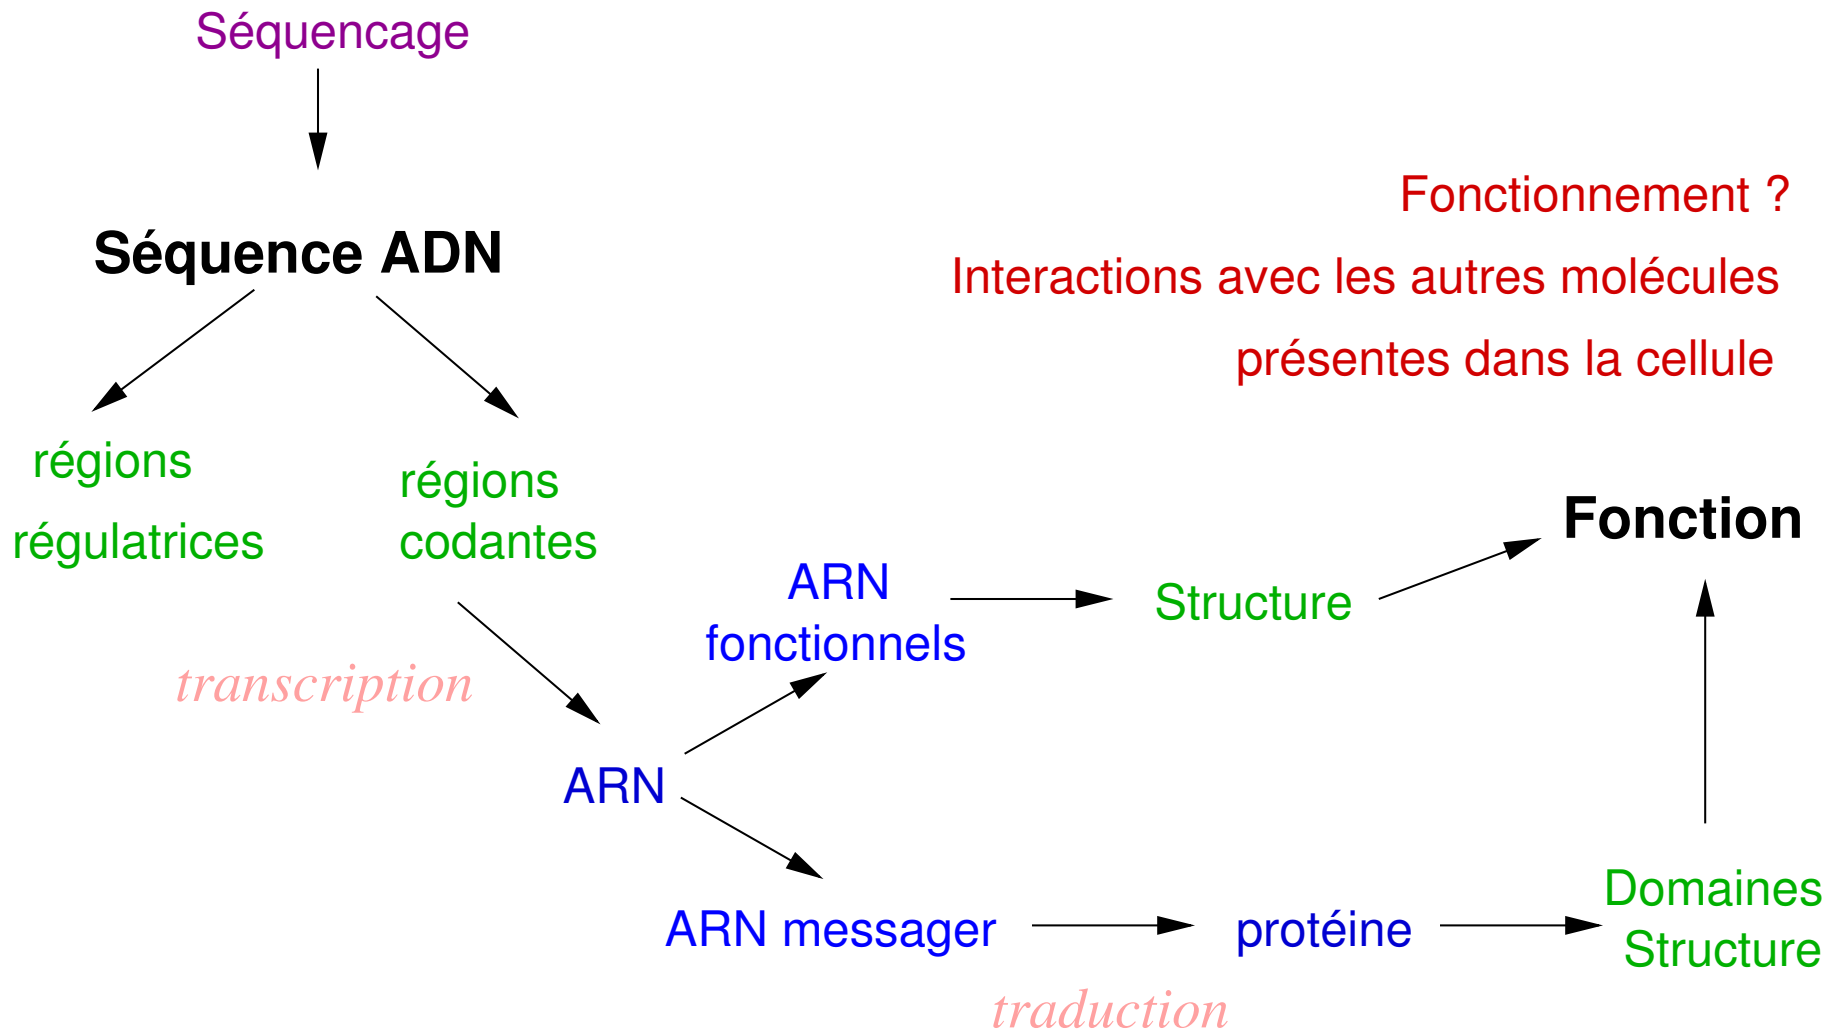 Séquencage
Séquence ADN
Fonctionnement ?
Interactions avec les autres molécules
présentes dans la cellule
régions
régulatrices
régions
codantes
transcription
ARN
ARN
fonctionnels
Structure
Fonction
ARN messager
traduction
protéine
Domaines
Structure